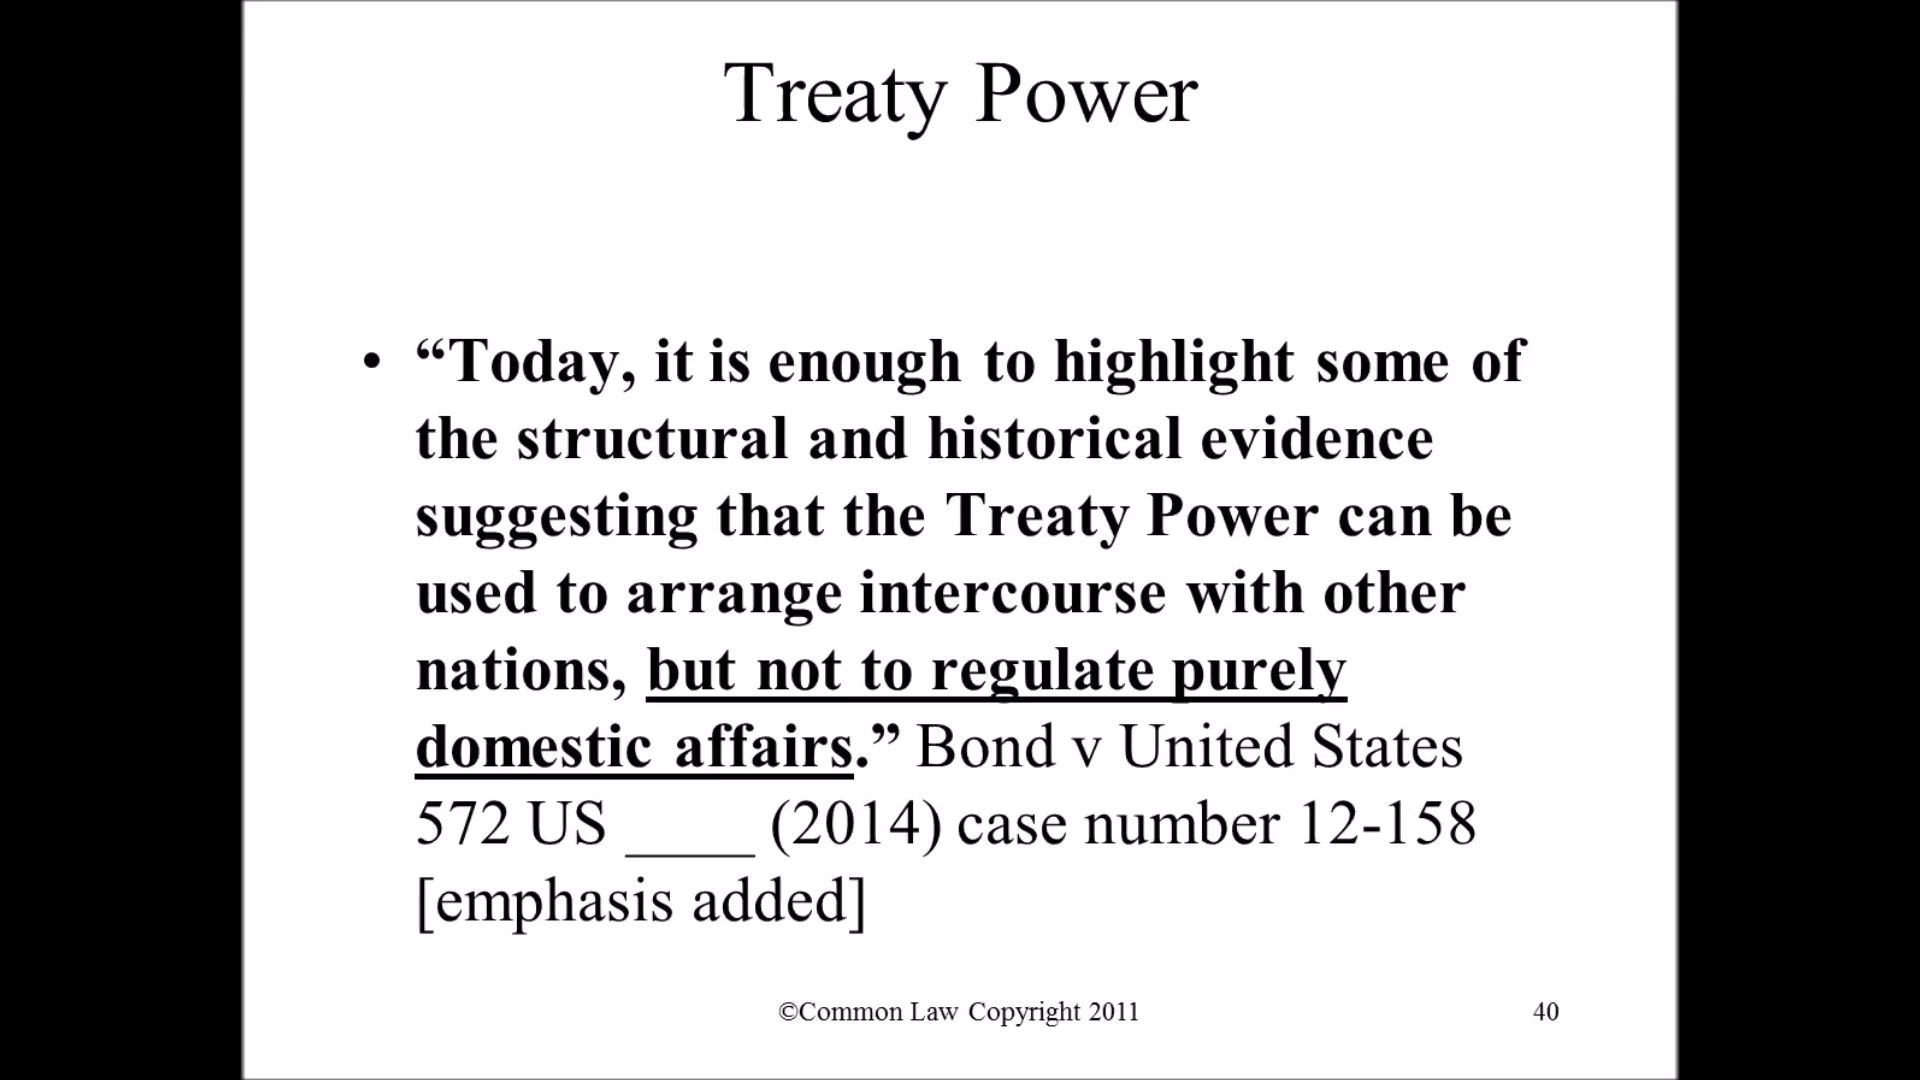 Treaty Power
• “Today, it is enough to highlight some of
the structural and historical evidence
suggesting that the Treaty Power can be
used to arrange intercourse with other
nations, but not to regulate purely
domestic affairs.” Bond v United States
572 US ____ (2014) case number 12-158
[emphasis added]
©Common Law Copyright 2011
40